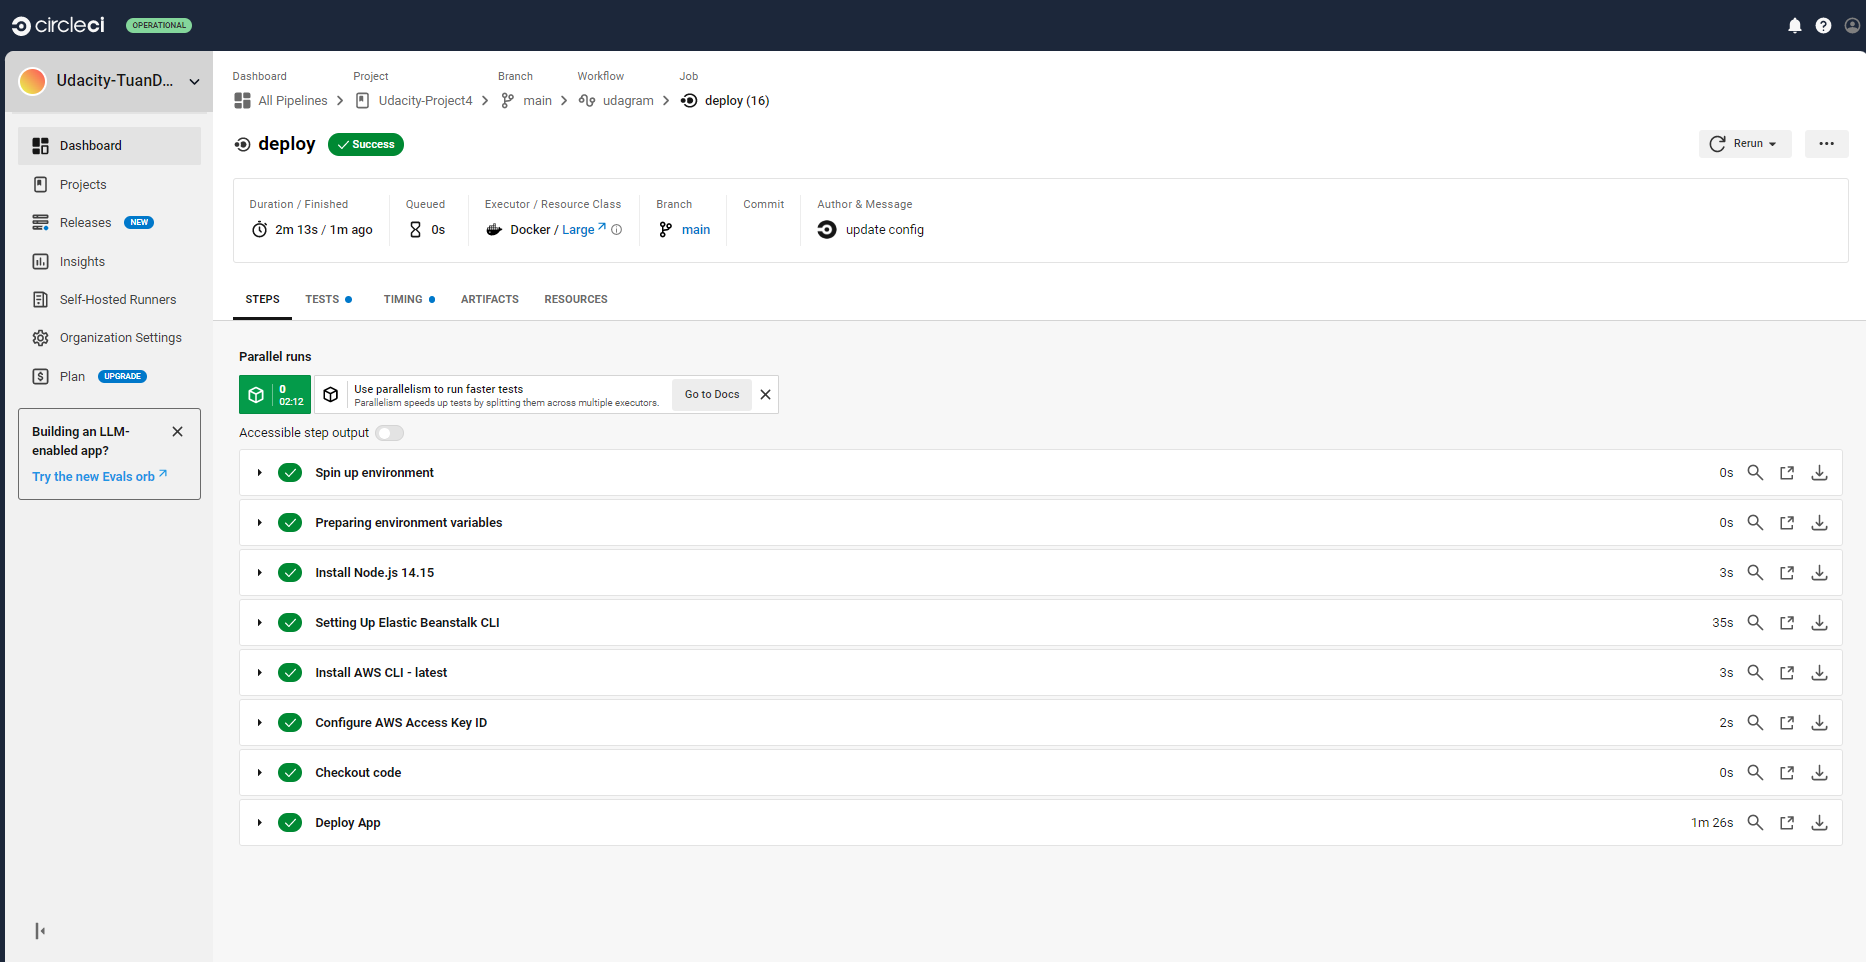 circleci
OPERATIONAL
Udacity-TuanD...
Dashboard
Projects
Releases NEW
Insights
Self-Hosted Runners
Organization Settings
Plan UPGRADE
Building an LLM-
enabled app?
Try the new Evals orb
Dashboard Project Branch Workflow Job
All Pipelines Udacity-Project4 main udagram deploy (16)
deploy Success
Rerun
Duration / Finished Queued Executor / Resource Class Branch Commit Author & Message
2m 13s / 1m ago 0s Docker / Large main update config
STEPS TESTS TIMING ARTIFACTS RESOURCES
Parallel runs
0
02:12
Use parallelism to run faster tests
Parallelism speeds up tests by splitting them across multiple executors.
Go to Docs
Accessible step output
Spin up environment 0s
Preparing environment variables 0s
Install Node.js 14.15 3s
Setting Up Elastic Beanstalk CLI 35s
Install AWS CLI - latest 3s
Configure AWS Access Key ID 2s
Checkout code 0s
Deploy App 1m 26s